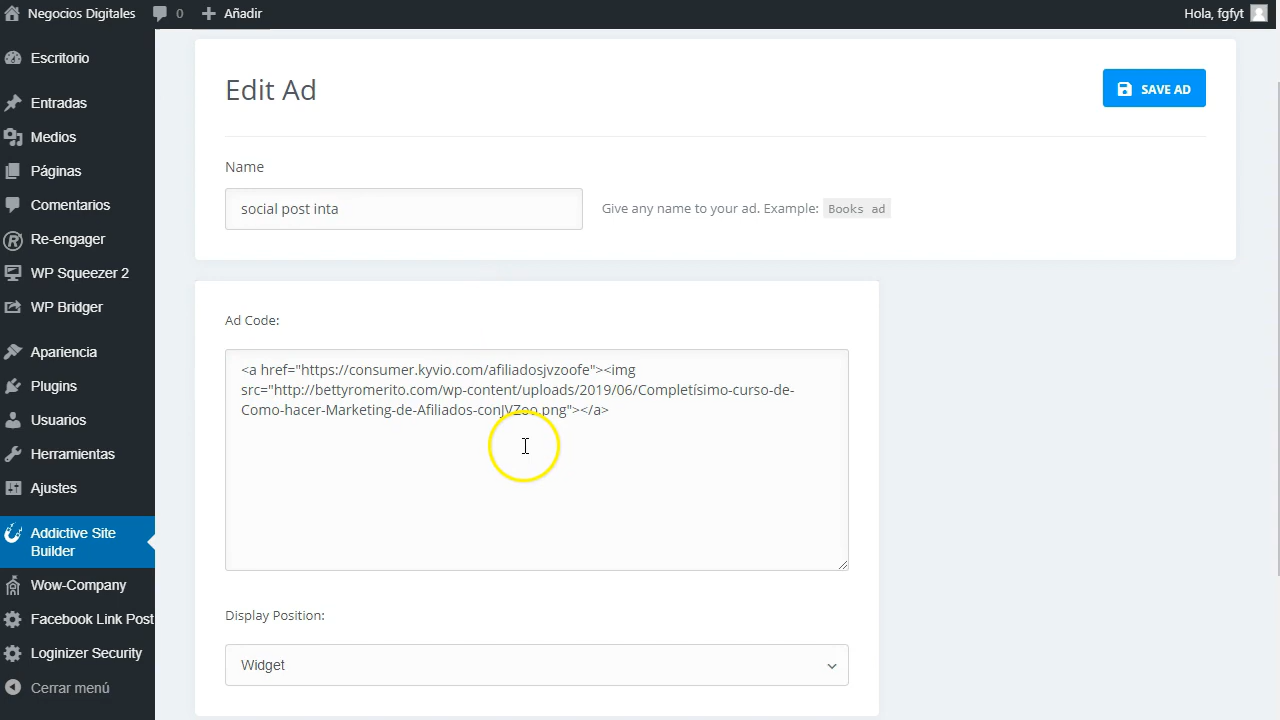 Negocios Digitales
0
Añadir
Hola, fgfyt
Escritorio
Entradas
Medios
Páginas
Comentarios
Re-engager
WP Squeezer 2
WP Bridger
Apariencia
Plugins
Usuarios
Herramientas
Ajustes
Addictive Site
Builder
Wow-Company
Facebook Link Post
Loginizer Security
Cerrar menú
Edit Ad
SAVE AD
Name
social post inta
Give any name to your ad. Example: Books ad
Ad Code:
<a href="https://consumer.kyvio.com/afiliadosjvzoofe"><img
src="http://bettyromerito.com/wp-content/uploads/2019/06/Completísimo-curso-de-
Como-hacer-Marketing-de-Afiliados-conJVZoo.png"></a>
Display Position:
Widget